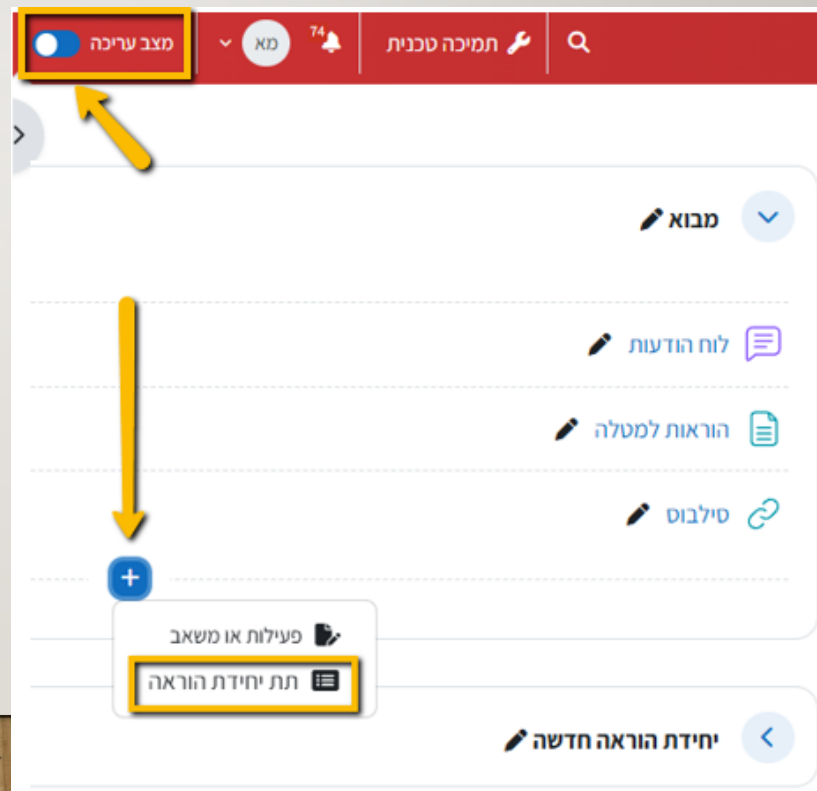 תמיכה טכנית 74 מא מצב עריכה
מבוא
לוח הודעות
הוראות למטלה
סילבוס
פעילות או משאב
תת יחידת הוראה
יחידת הוראה חדשה